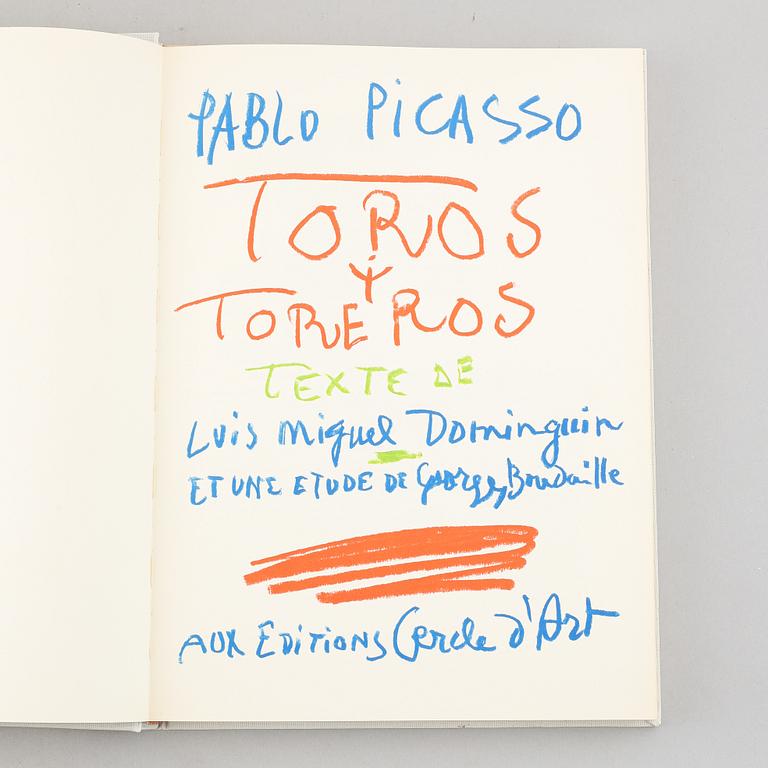 PABLO PiCASSO
TOROS
Y
TOREROS
TEXTE DE
Luis Miguel Dominguin
ET UNE ETUDE DE Georges Boudaille
AUX EDiTiONS Cercle d'Art